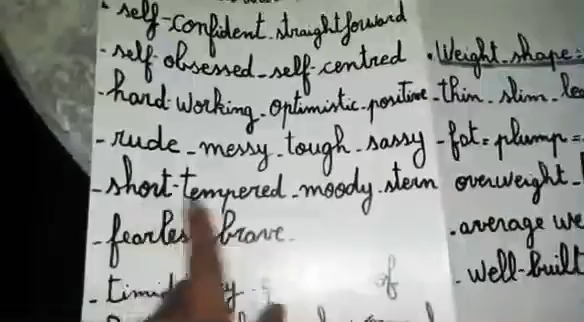 - self-confident - straightforward
- self-obsessed - self-centred
- hard working - optimistic - positive
- rude - messy - tough - sassy
- short-tempered - moody - stern
- brave.
of
. Weight - shape =
- thin - slim
- fat = plump =
overweight -
. average
. well-built